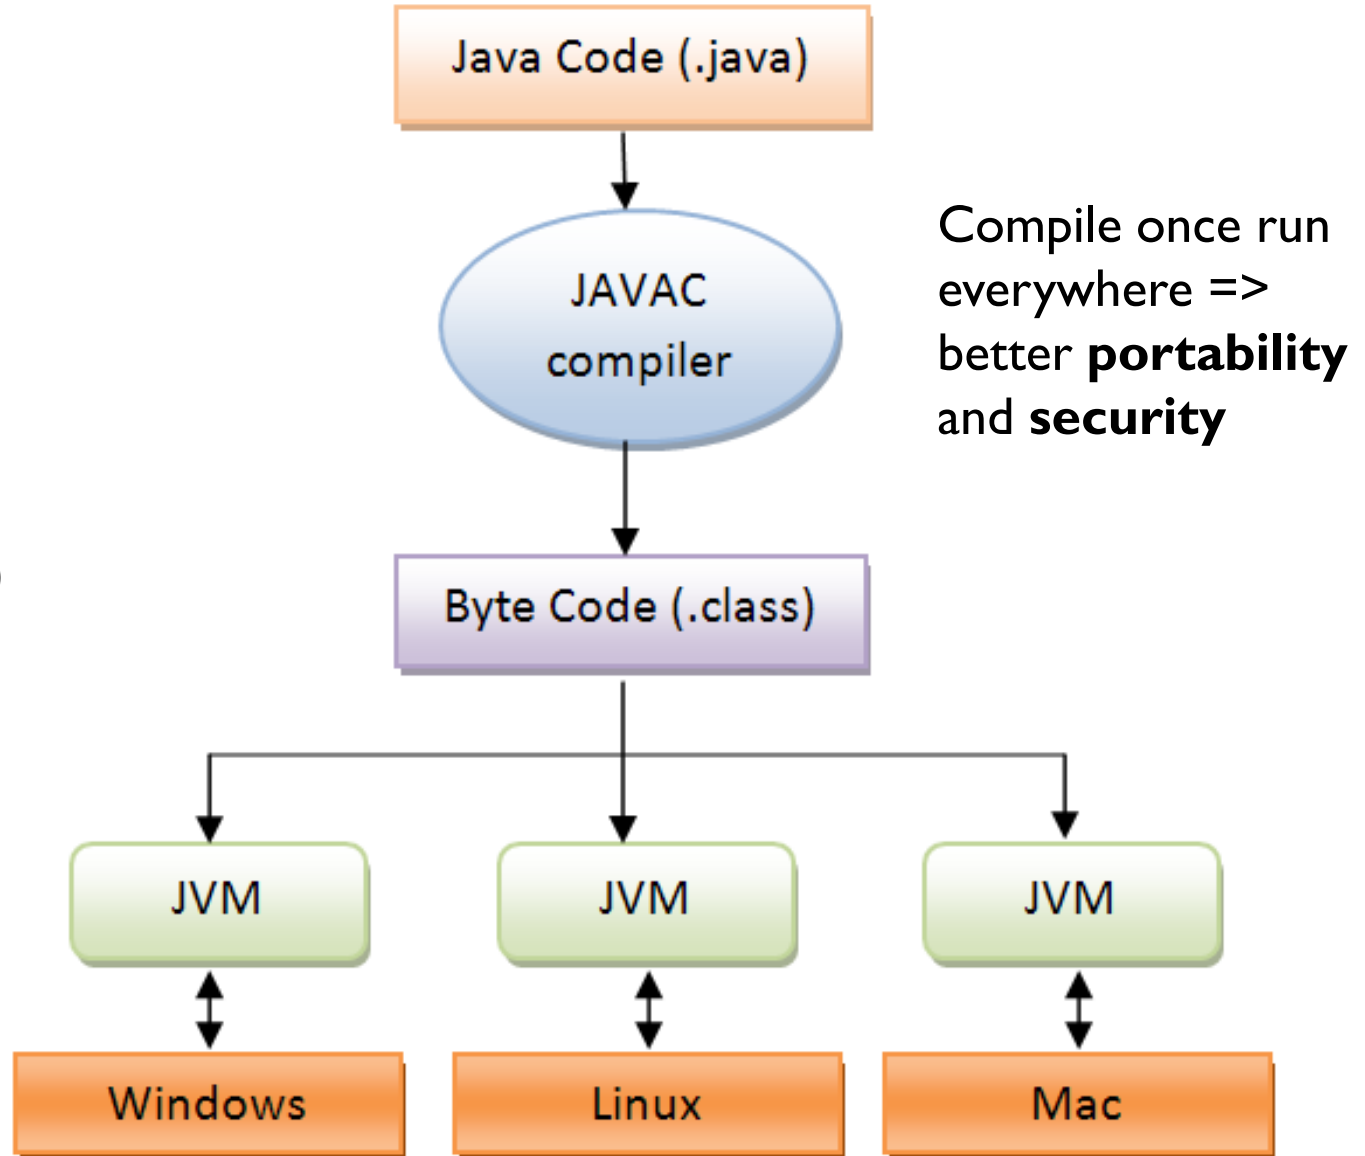 Java Code (.java)
Compile once run
everywhere =>
better portability
and security
JAVAC
compiler
Byte Code (.class)
JVM
JVM
JVM
Windows
Linux
Mac